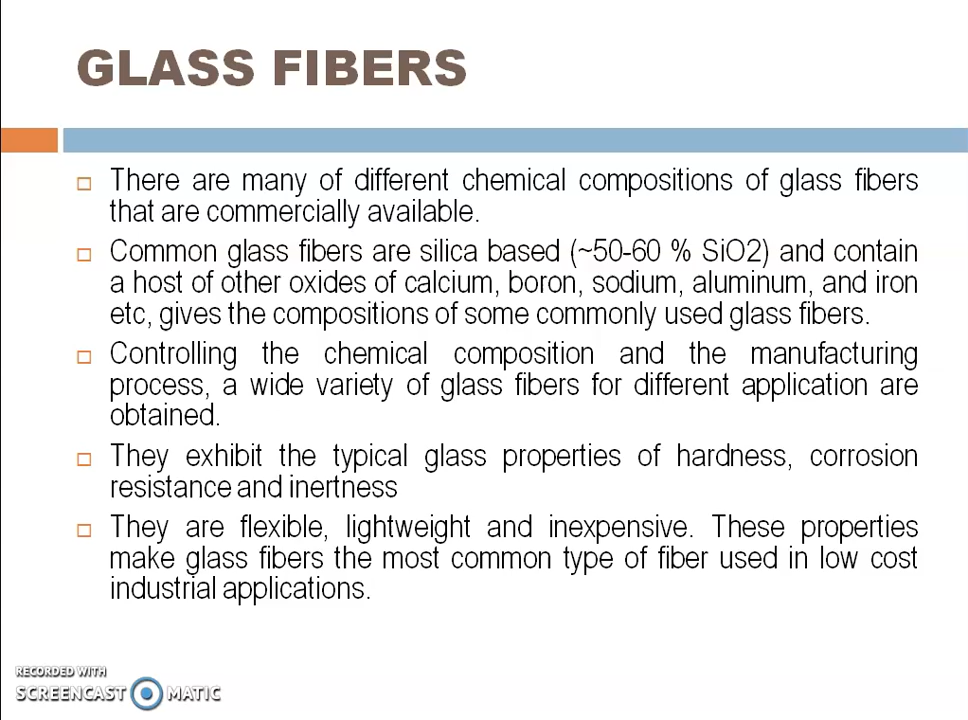 GLASS FIBERS
There are many of different chemical compositions of glass fibers
that are commercially available.
Common glass fibers are silica based (~50-60 % SiO2) and contain
a host of other oxides of calcium, boron, sodium, aluminum, and iron
etc, gives the compositions of some commonly used glass fibers.
Controlling the chemical composition and the manufacturing
process, a wide variety of glass fibers for different application are
obtained.
They exhibit the typical glass properties of hardness, corrosion
resistance and inertness
They are flexible, lightweight and inexpensive. These properties
make glass fibers the most common type of fiber used in low cost
industrial applications.
RECORDED WITH
SCREENCAST MATIC